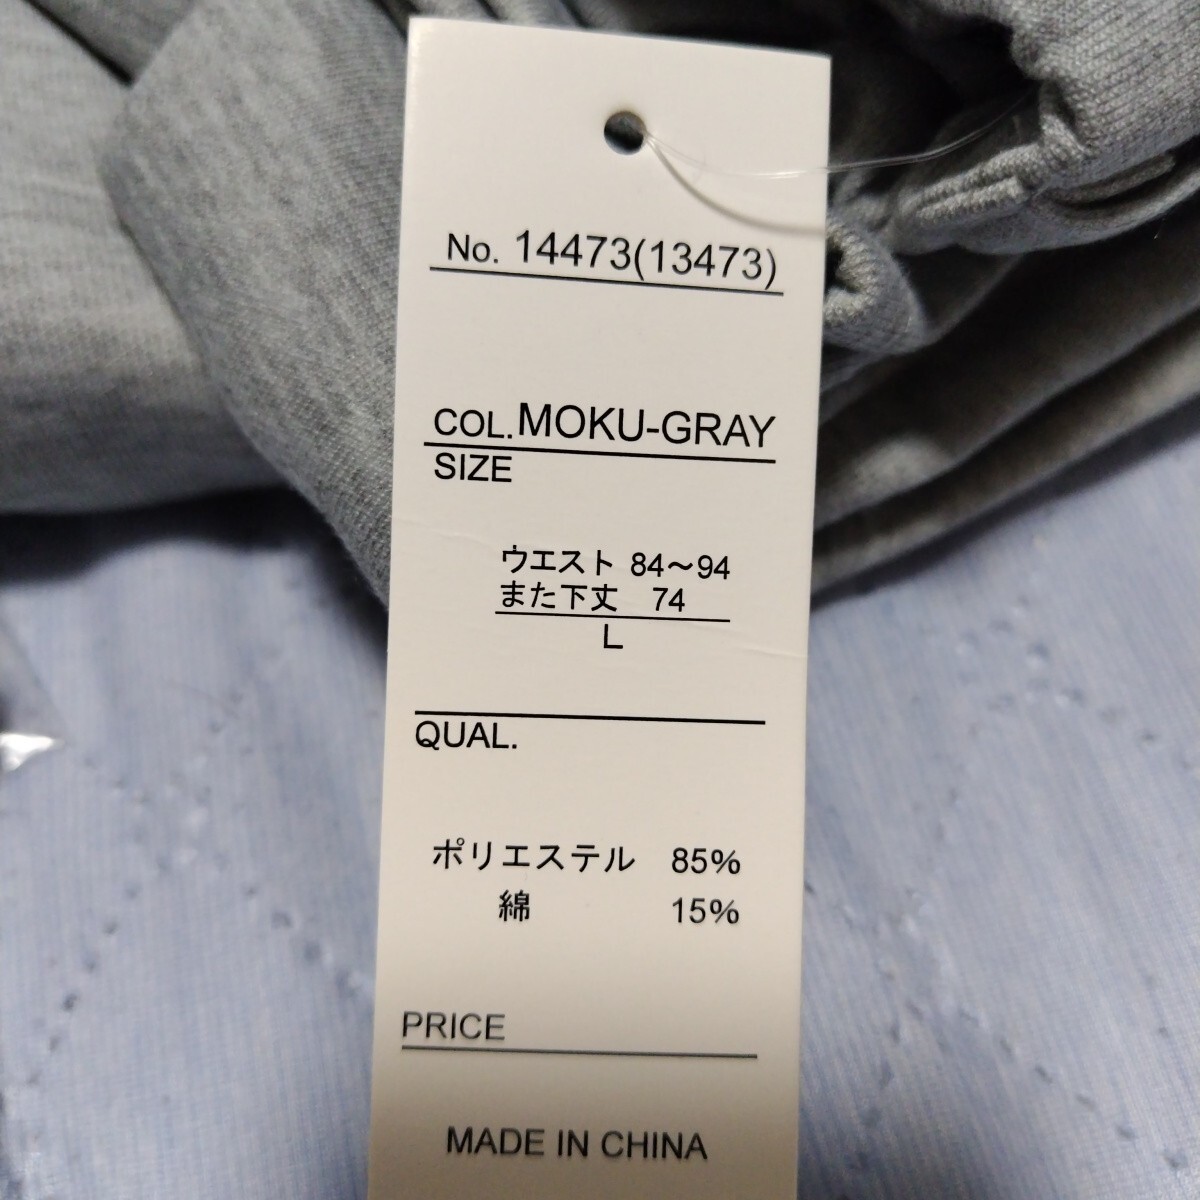 No. 14473(13473)
COL. MOKU-GRAY
SIZE
ウエスト 84〜94
また下丈 74
L
QUAL.
ポリエステル 85%
綿 15%
PRICE
MADE IN CHINA